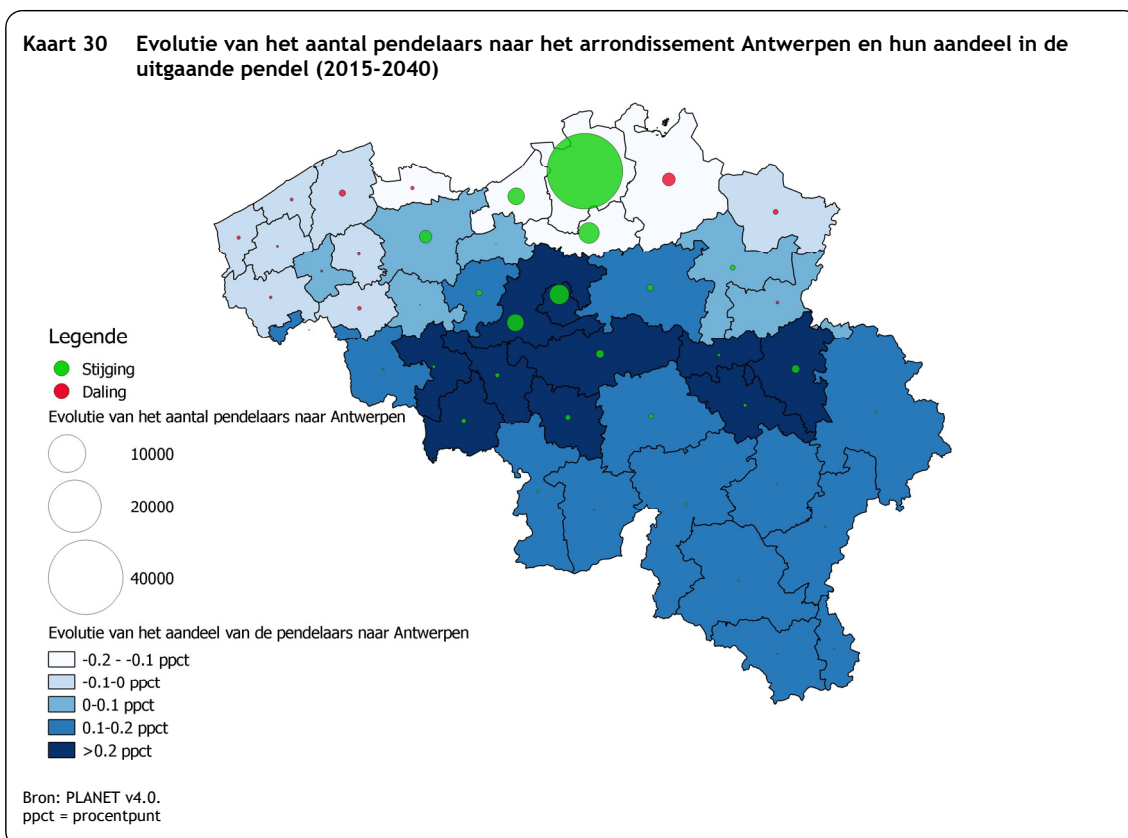 Kaart 30 Evolutie van het aantal pendelaars naar het arrondissement Antwerpen en hun aandeel in de
uitgaande pendel (2015-2040)
Legende
Stijging
Daling
Evolutie van het aantal pendelaars naar Antwerpen
10000
20000
40000
Evolutie van het aandeel van de pendelaars naar Antwerpen
-0.2 - -0.1 ppct
-0.1-0 ppct
0-0.1 ppct
0.1-0.2 ppct
>0.2 ppct
Bron: PLANET v4.0.
ppct = procentpunt